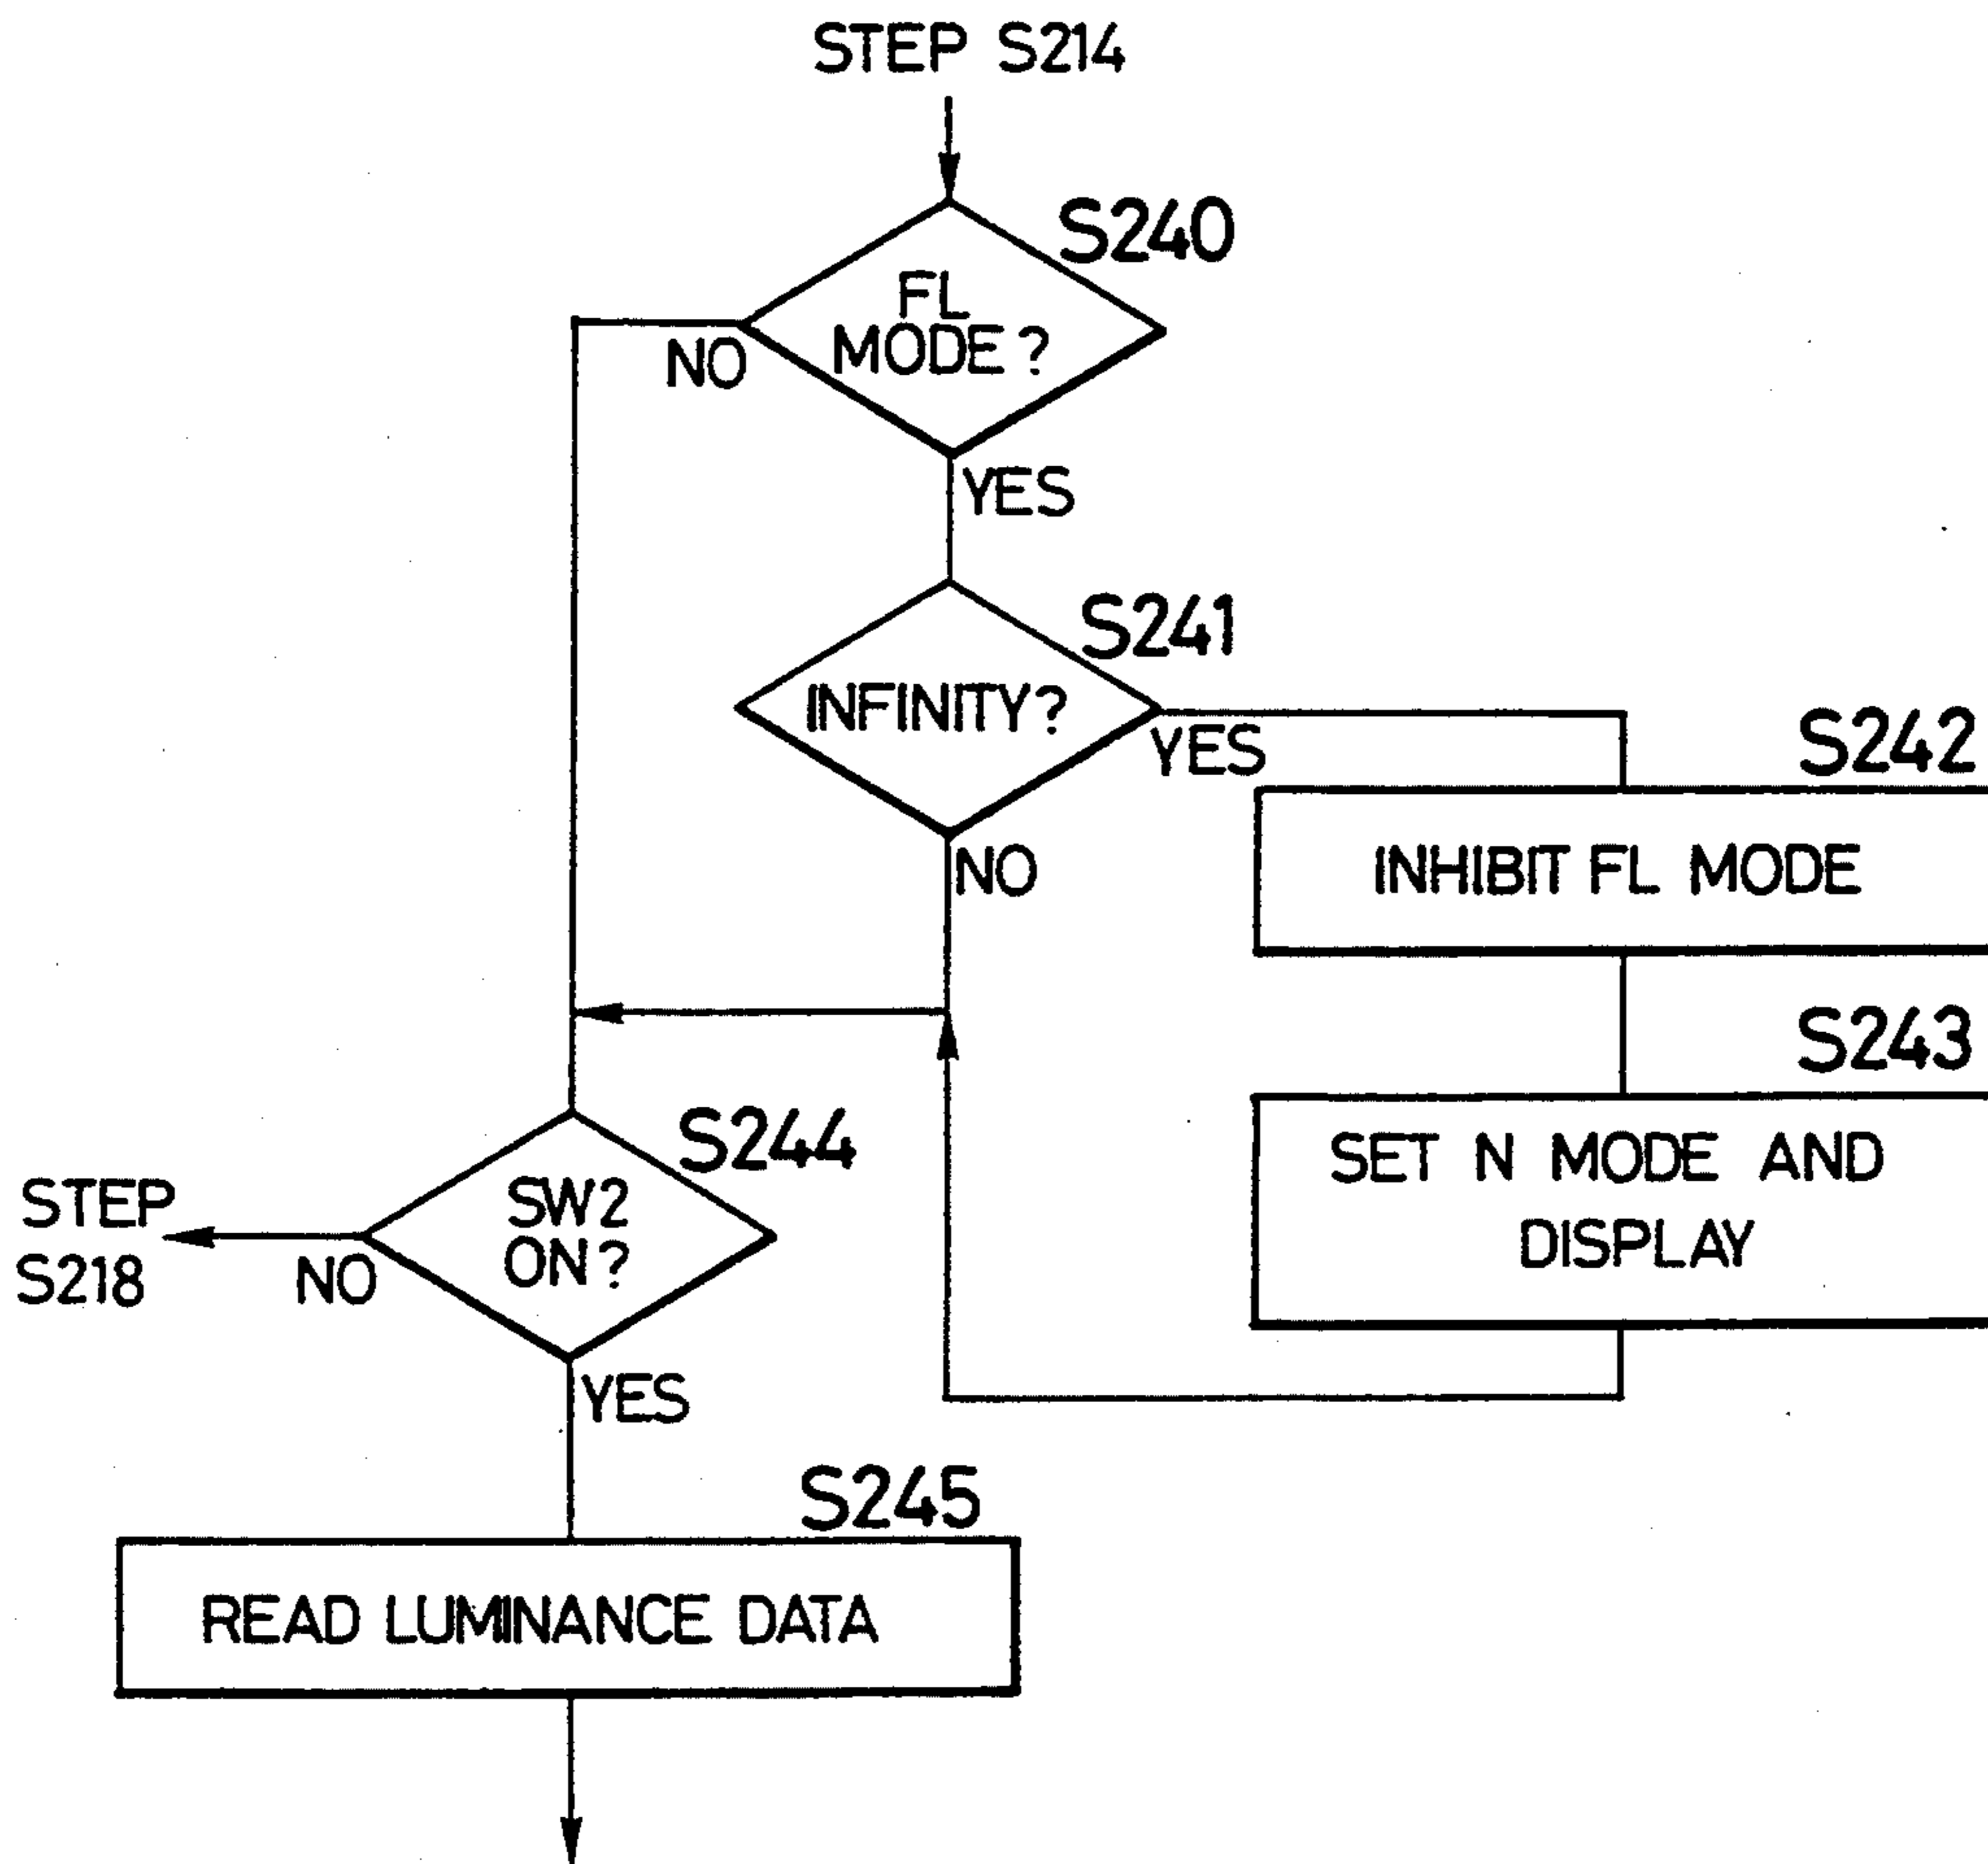 STEP S214
S240
FL
MODE?
NO
YES
S241
INFINITY?
YES
NO
S242
INHIBIT FL MODE
S243
SET N MODE AND
DISPLAY
S244
SW2
ON?
STEP
S218
NO
YES
S245
READ LUMINANCE DATA